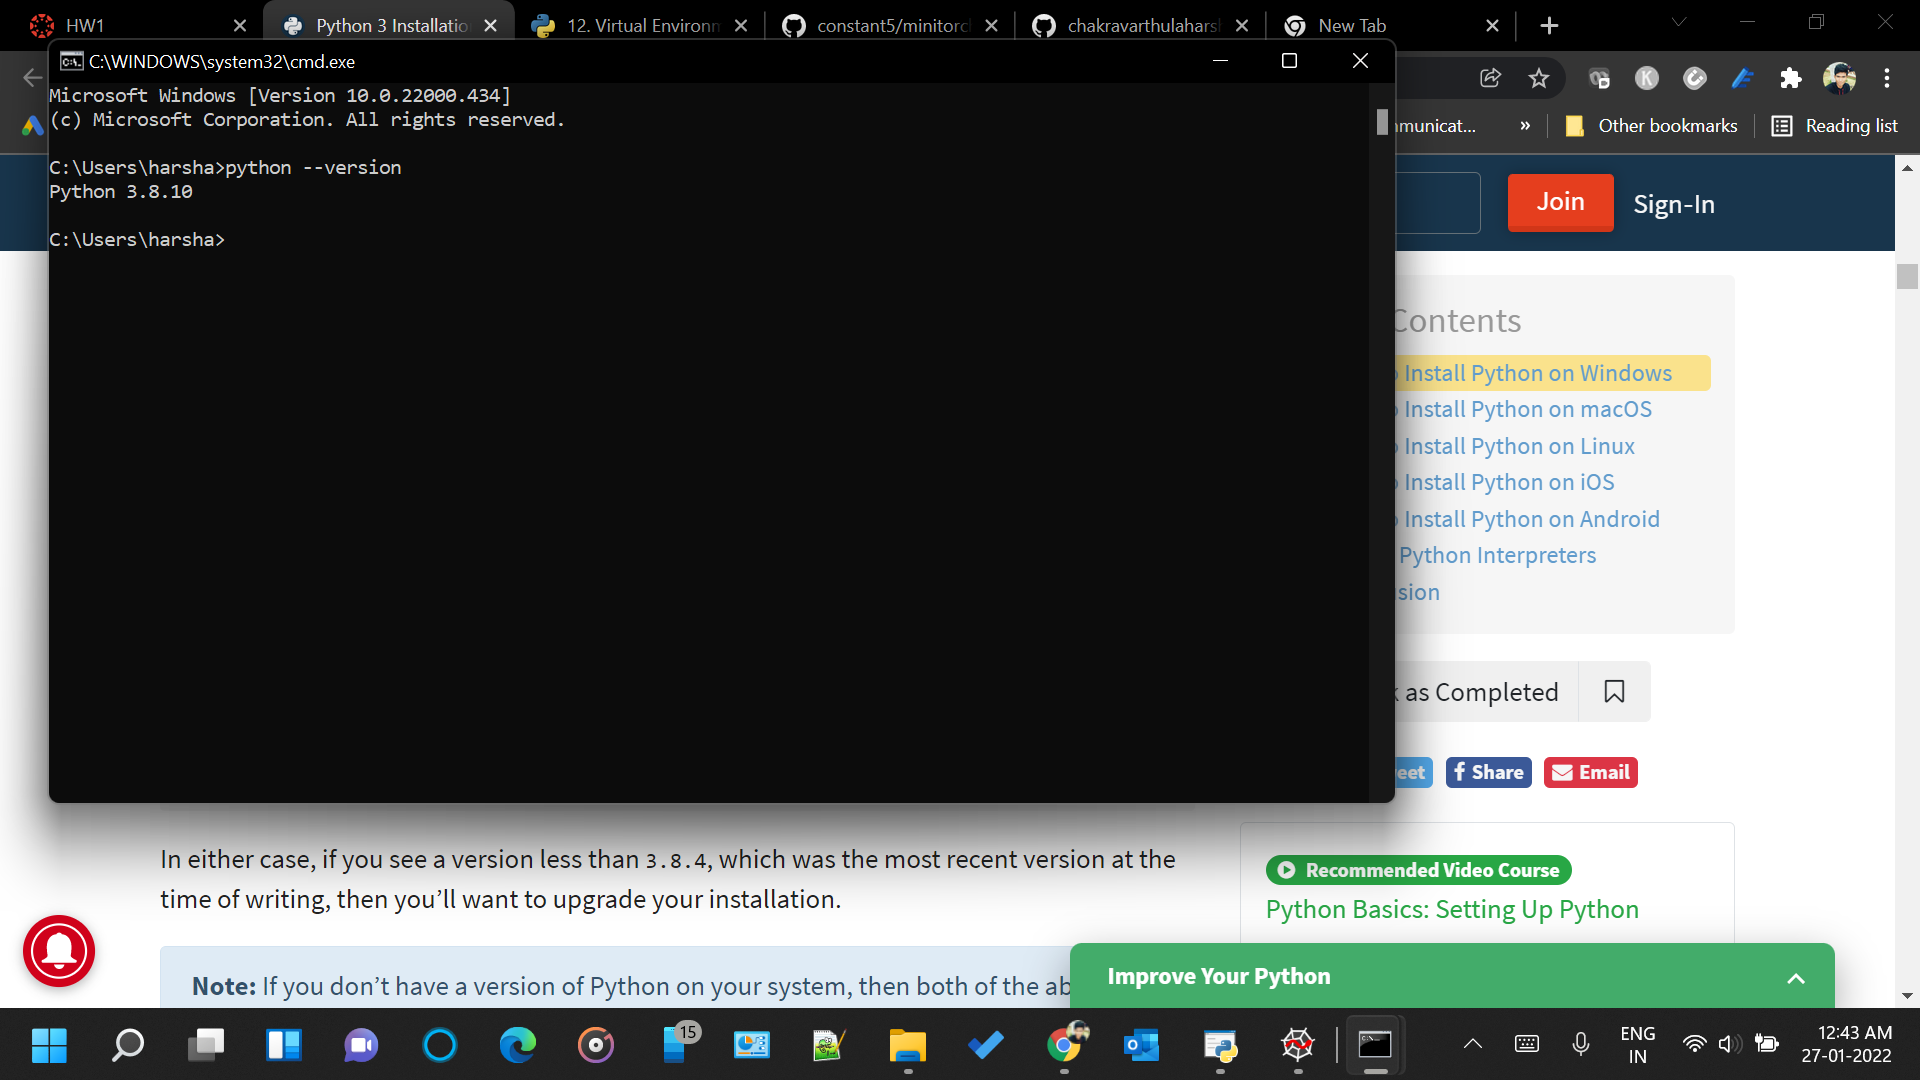 HW1
Python 3 Installatio
12. Virtual Environm
constant5/minitorc
chakravarthulaharsh
New Tab
C:\WINDOWS\system32\cmd.exe
Microsoft Windows [Version 10.0.22000.434]
(c) Microsoft Corporation. All rights reserved.
C:\Users\harsha>python --version
Python 3.8.10
C:\Users\harsha>
municat...
»
Other bookmarks
Reading list
Join
Sign-In
Contents
Install Python on Windows
Install Python on macOS
Install Python on Linux
Install Python on iOS
Install Python on Android
Python Interpreters
sion
as Completed
eet
Share
Email
In either case, if you see a version less than 3.8.4, which was the most recent version at the
time of writing, then you’ll want to upgrade your installation.
Recommended Video Course
Python Basics: Setting Up Python
Note: If you don’t have a version of Python on your system, then both of the ab
Improve Your Python
15
ENG
IN
12:43 AM
27-01-2022